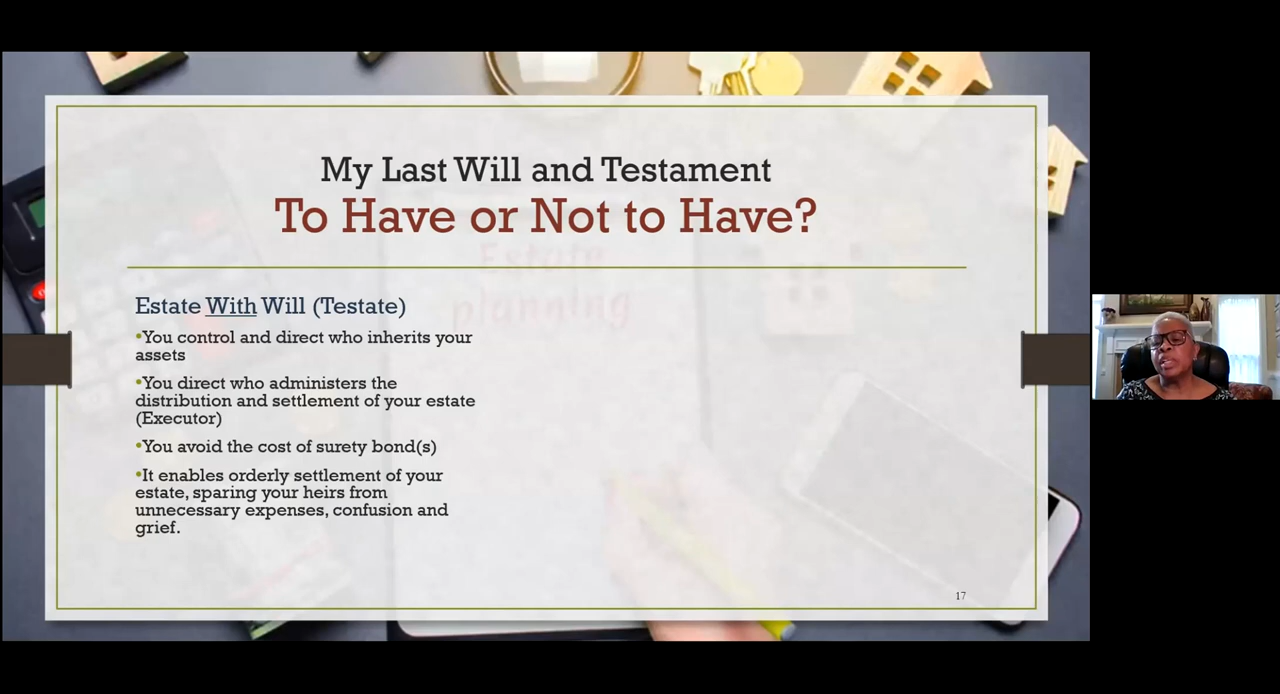 My Last Will and Testament
To Have or Not to Have?
Estate planning
Estate With Will (Testate)
•You control and direct who inherits your
assets
•You direct who administers the
distribution and settlement of your estate
(Executor)
•You avoid the cost of surety bond(s)
•It enables orderly settlement of your
estate, sparing your heirs from
unnecessary expenses, confusion and
grief.
17